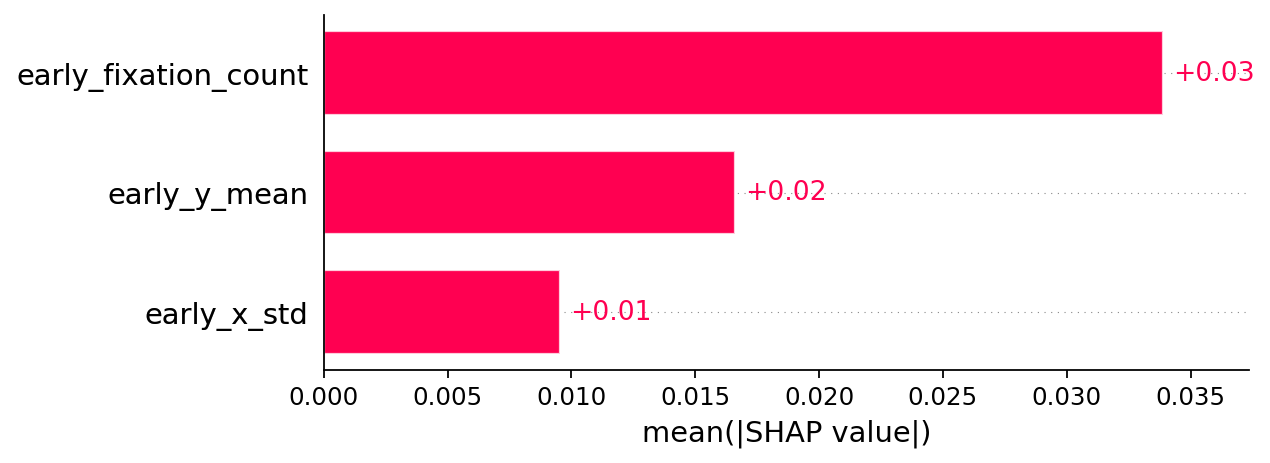 early_fixation_count
+0.03
early_y_mean
+0.02
early_x_std
+0.01
0.000 0.005 0.010 0.015 0.020 0.025 0.030 0.035
mean(|SHAP value|)